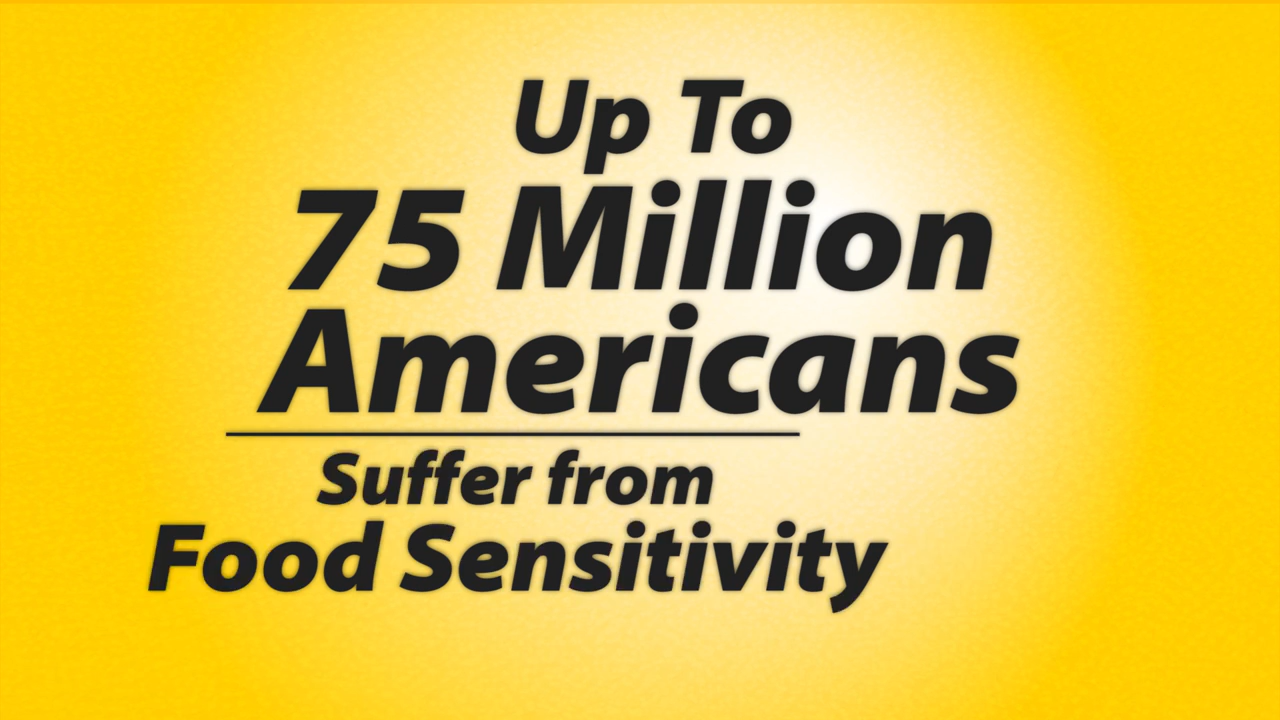 Up To
75 Million
Americans
Suffer from
Food Sensitivity